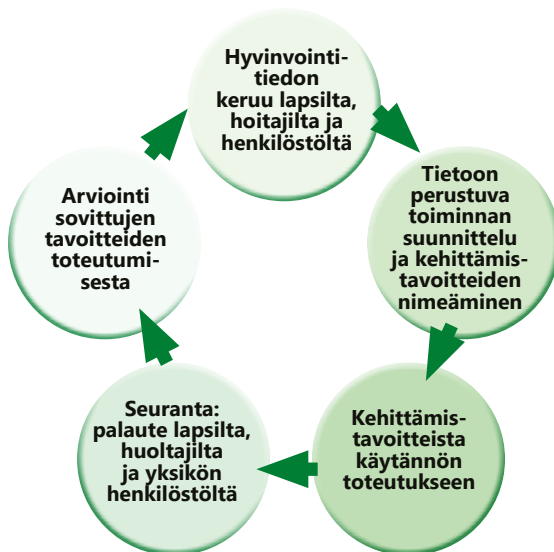 Hyvinvointi-
tiedon
keruu lapsilta,
hoitajilta ja
henkilöstöltä
Tietoon
perustuva
toiminnan
suunnittelu
ja kehittämis-
tavoitteiden
nimeäminen
Kehittämis-
tavoitteista
käytännön
toteutukseen
Seuranta:
palaute lapsilta,
huoltajilta
ja yksikön
henkilöstöltä
Arviointi
sovittujen
tavoitteiden
toteutumi-
sesta